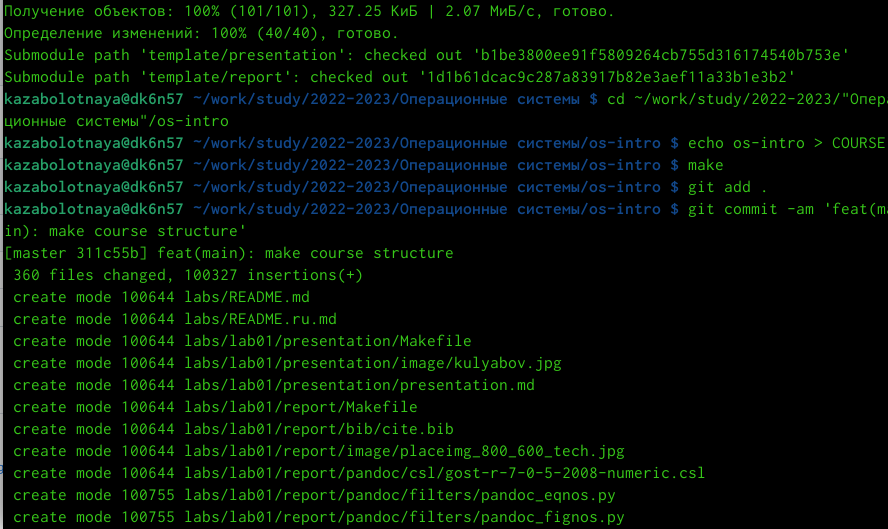 Получение объектов: 100% (101/101), 327.25 КиБ | 2.07 МиБ/с, готово.
Определение изменений: 100% (40/40), готово.
Submodule path 'template/presentation': checked out 'b1be3800ee91f5809264cb755d316174540b753e'
Submodule path 'template/report': checked out '1d1b61dcac9c287a83917b82e3aef11a33b1e3b2'
kazabolotnaya@dk6n57 ~/work/study/2022-2023/Операционные системы $ cd ~/work/study/2022-2023/"Опера
ционные системы"/os-intro
kazabolotnaya@dk6n57 ~/work/study/2022-2023/Операционные системы/os-intro $ echo os-intro > COURSE
kazabolotnaya@dk6n57 ~/work/study/2022-2023/Операционные системы/os-intro $ make
kazabolotnaya@dk6n57 ~/work/study/2022-2023/Операционные системы/os-intro $ git add .
kazabolotnaya@dk6n57 ~/work/study/2022-2023/Операционные системы/os-intro $ git commit -am 'feat(ma
in): make course structure'
[master 311c55b] feat(main): make course structure
360 files changed, 100327 insertions(+)
create mode 100644 labs/README.md
create mode 100644 labs/README.ru.md
create mode 100644 labs/lab01/presentation/Makefile
create mode 100644 labs/lab01/presentation/image/kulyabov.jpg
create mode 100644 labs/lab01/presentation/presentation.md
create mode 100644 labs/lab01/report/Makefile
create mode 100644 labs/lab01/report/bib/cite.bib
create mode 100644 labs/lab01/report/image/placeimg_800_600_tech.jpg
create mode 100644 labs/lab01/report/pandoc/csl/gost-r-7-0-5-2008-numeric.csl
create mode 100755 labs/lab01/report/pandoc/filters/pandoc_eqnos.py
create mode 100755 labs/lab01/report/pandoc/filters/pandoc_fignos.py